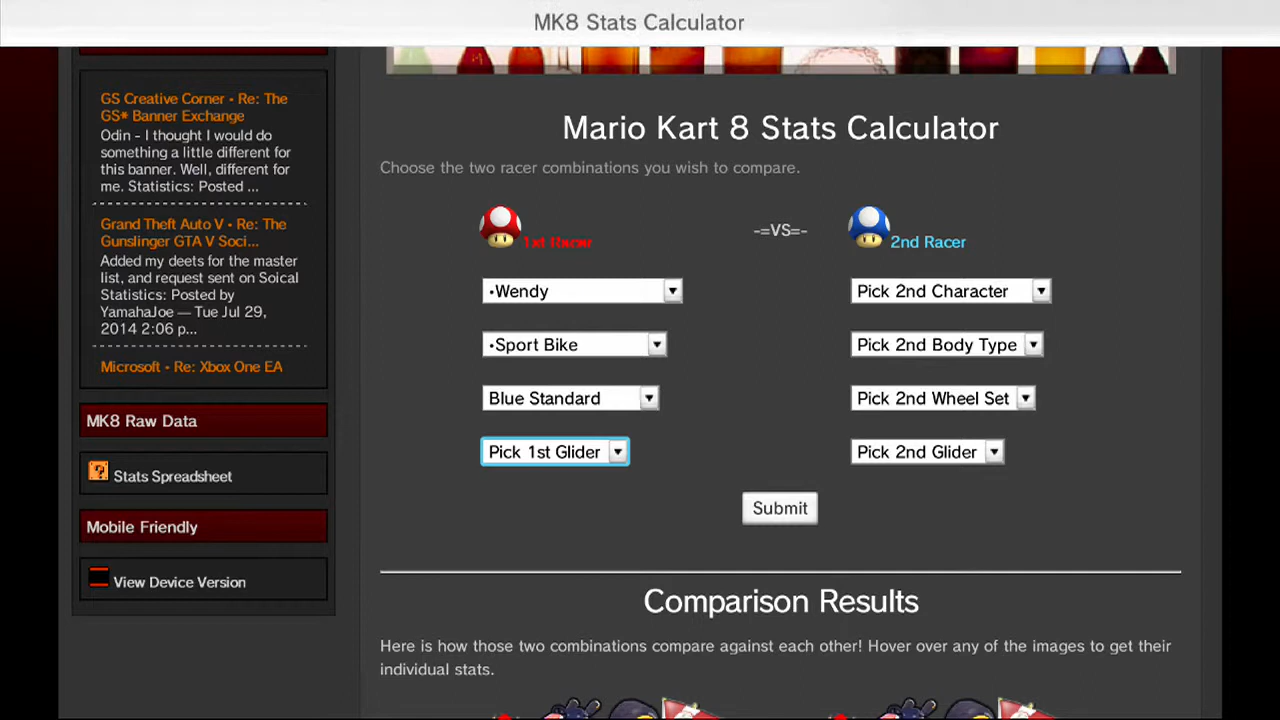 MK8 Stats Calculator
GS Creative Corner • Re: The
GS* Banner Exchange
Odin - I thought I would do
something a little different for
this banner. Well, different for
me. Statistics: Posted ...
Grand Theft Auto V • Re: The
Gunslinger GTA V Soci...
Added my deets for the master
list, and request sent on Soical
Statistics: Posted by
YamahaJoe — Tue Jul 29,
2014 2:06 p...
Microsoft • Re: Xbox One EA
MK8 Raw Data
Stats Spreadsheet
Mobile Friendly
View Device Version
Mario Kart 8 Stats Calculator
Choose the two racer combinations you wish to compare.
1st Racer
-=VS=-
2nd Racer
•Wendy
Pick 2nd Character
•Sport Bike
Pick 2nd Body Type
Blue Standard
Pick 2nd Wheel Set
Pick 1st Glider
Pick 2nd Glider
Submit
Comparison Results
Here is how those two combinations compare against each other! Hover over any of the images to get their
individual stats.